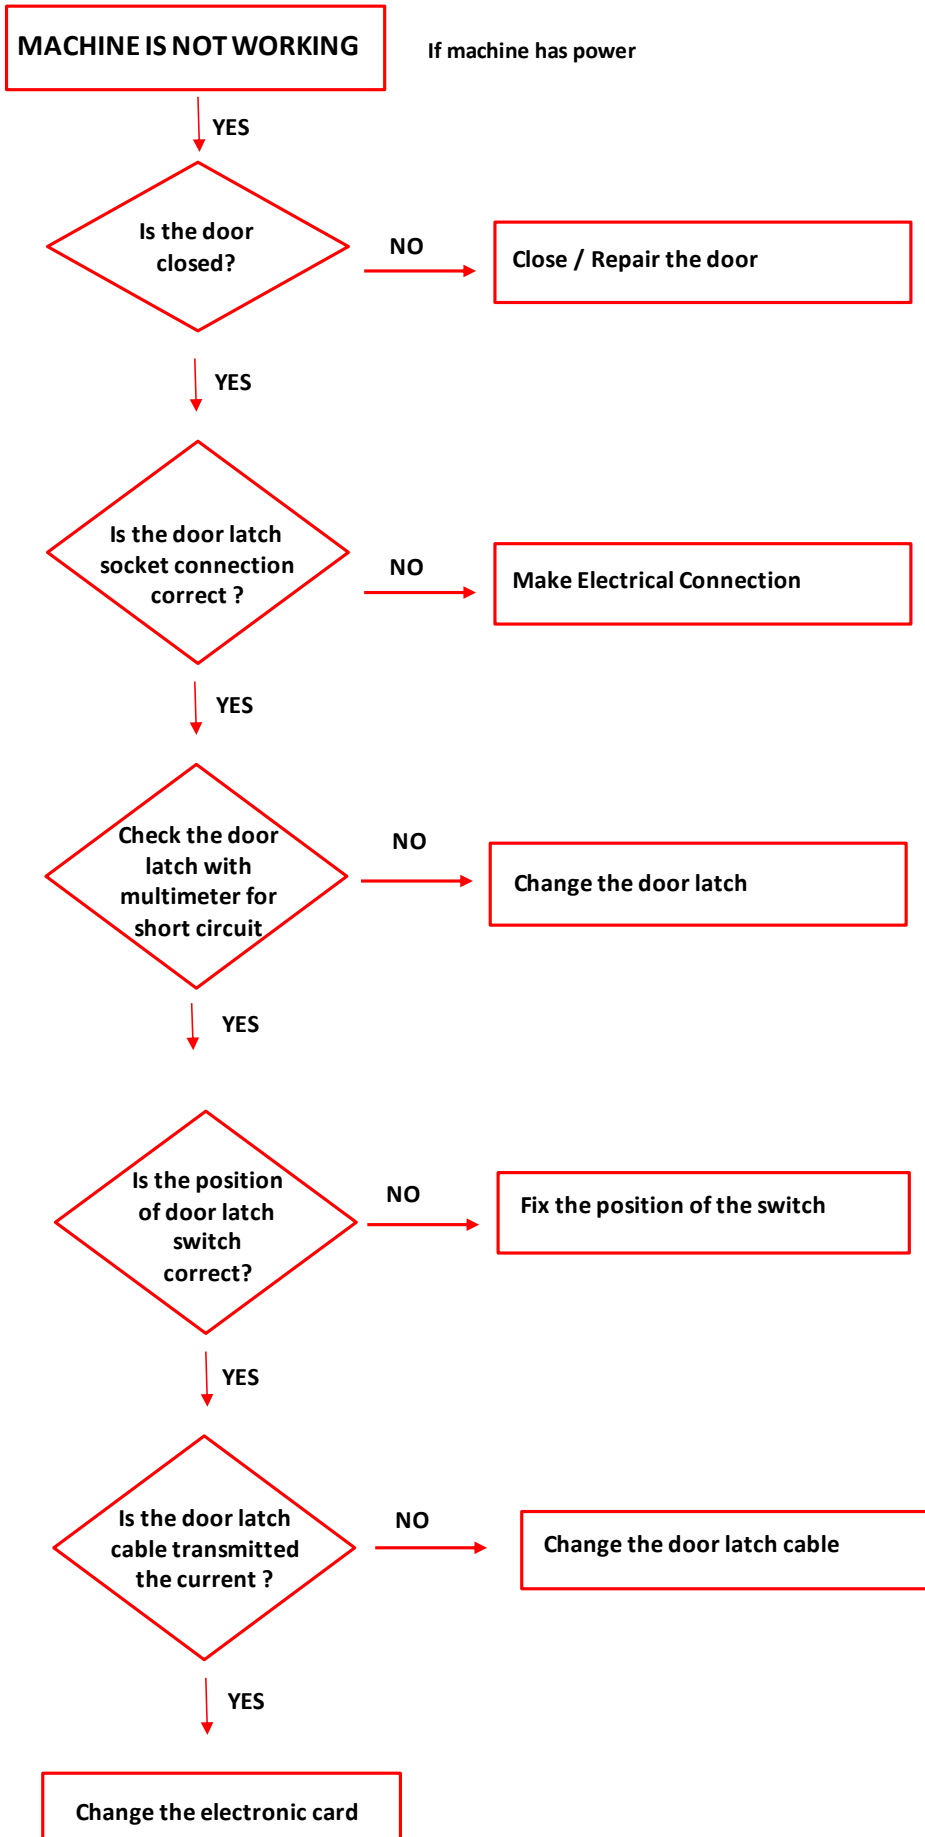 MACHINE IS NOT WORKING
If machine has power
YES
Is the door
closed?
NO
Close / Repair the door
YES
Is the door latch
socket connection
correct ?
NO
Make Electrical Connection
YES
Check the door
latch with
multimeter for
short circuit
NO
Change the door latch
YES
Is the position
of door latch
switch
correct?
NO
Fix the position of the switch
YES
Is the door latch
cable transmitted
the current ?
NO
Change the door latch cable
YES
Change the electronic card